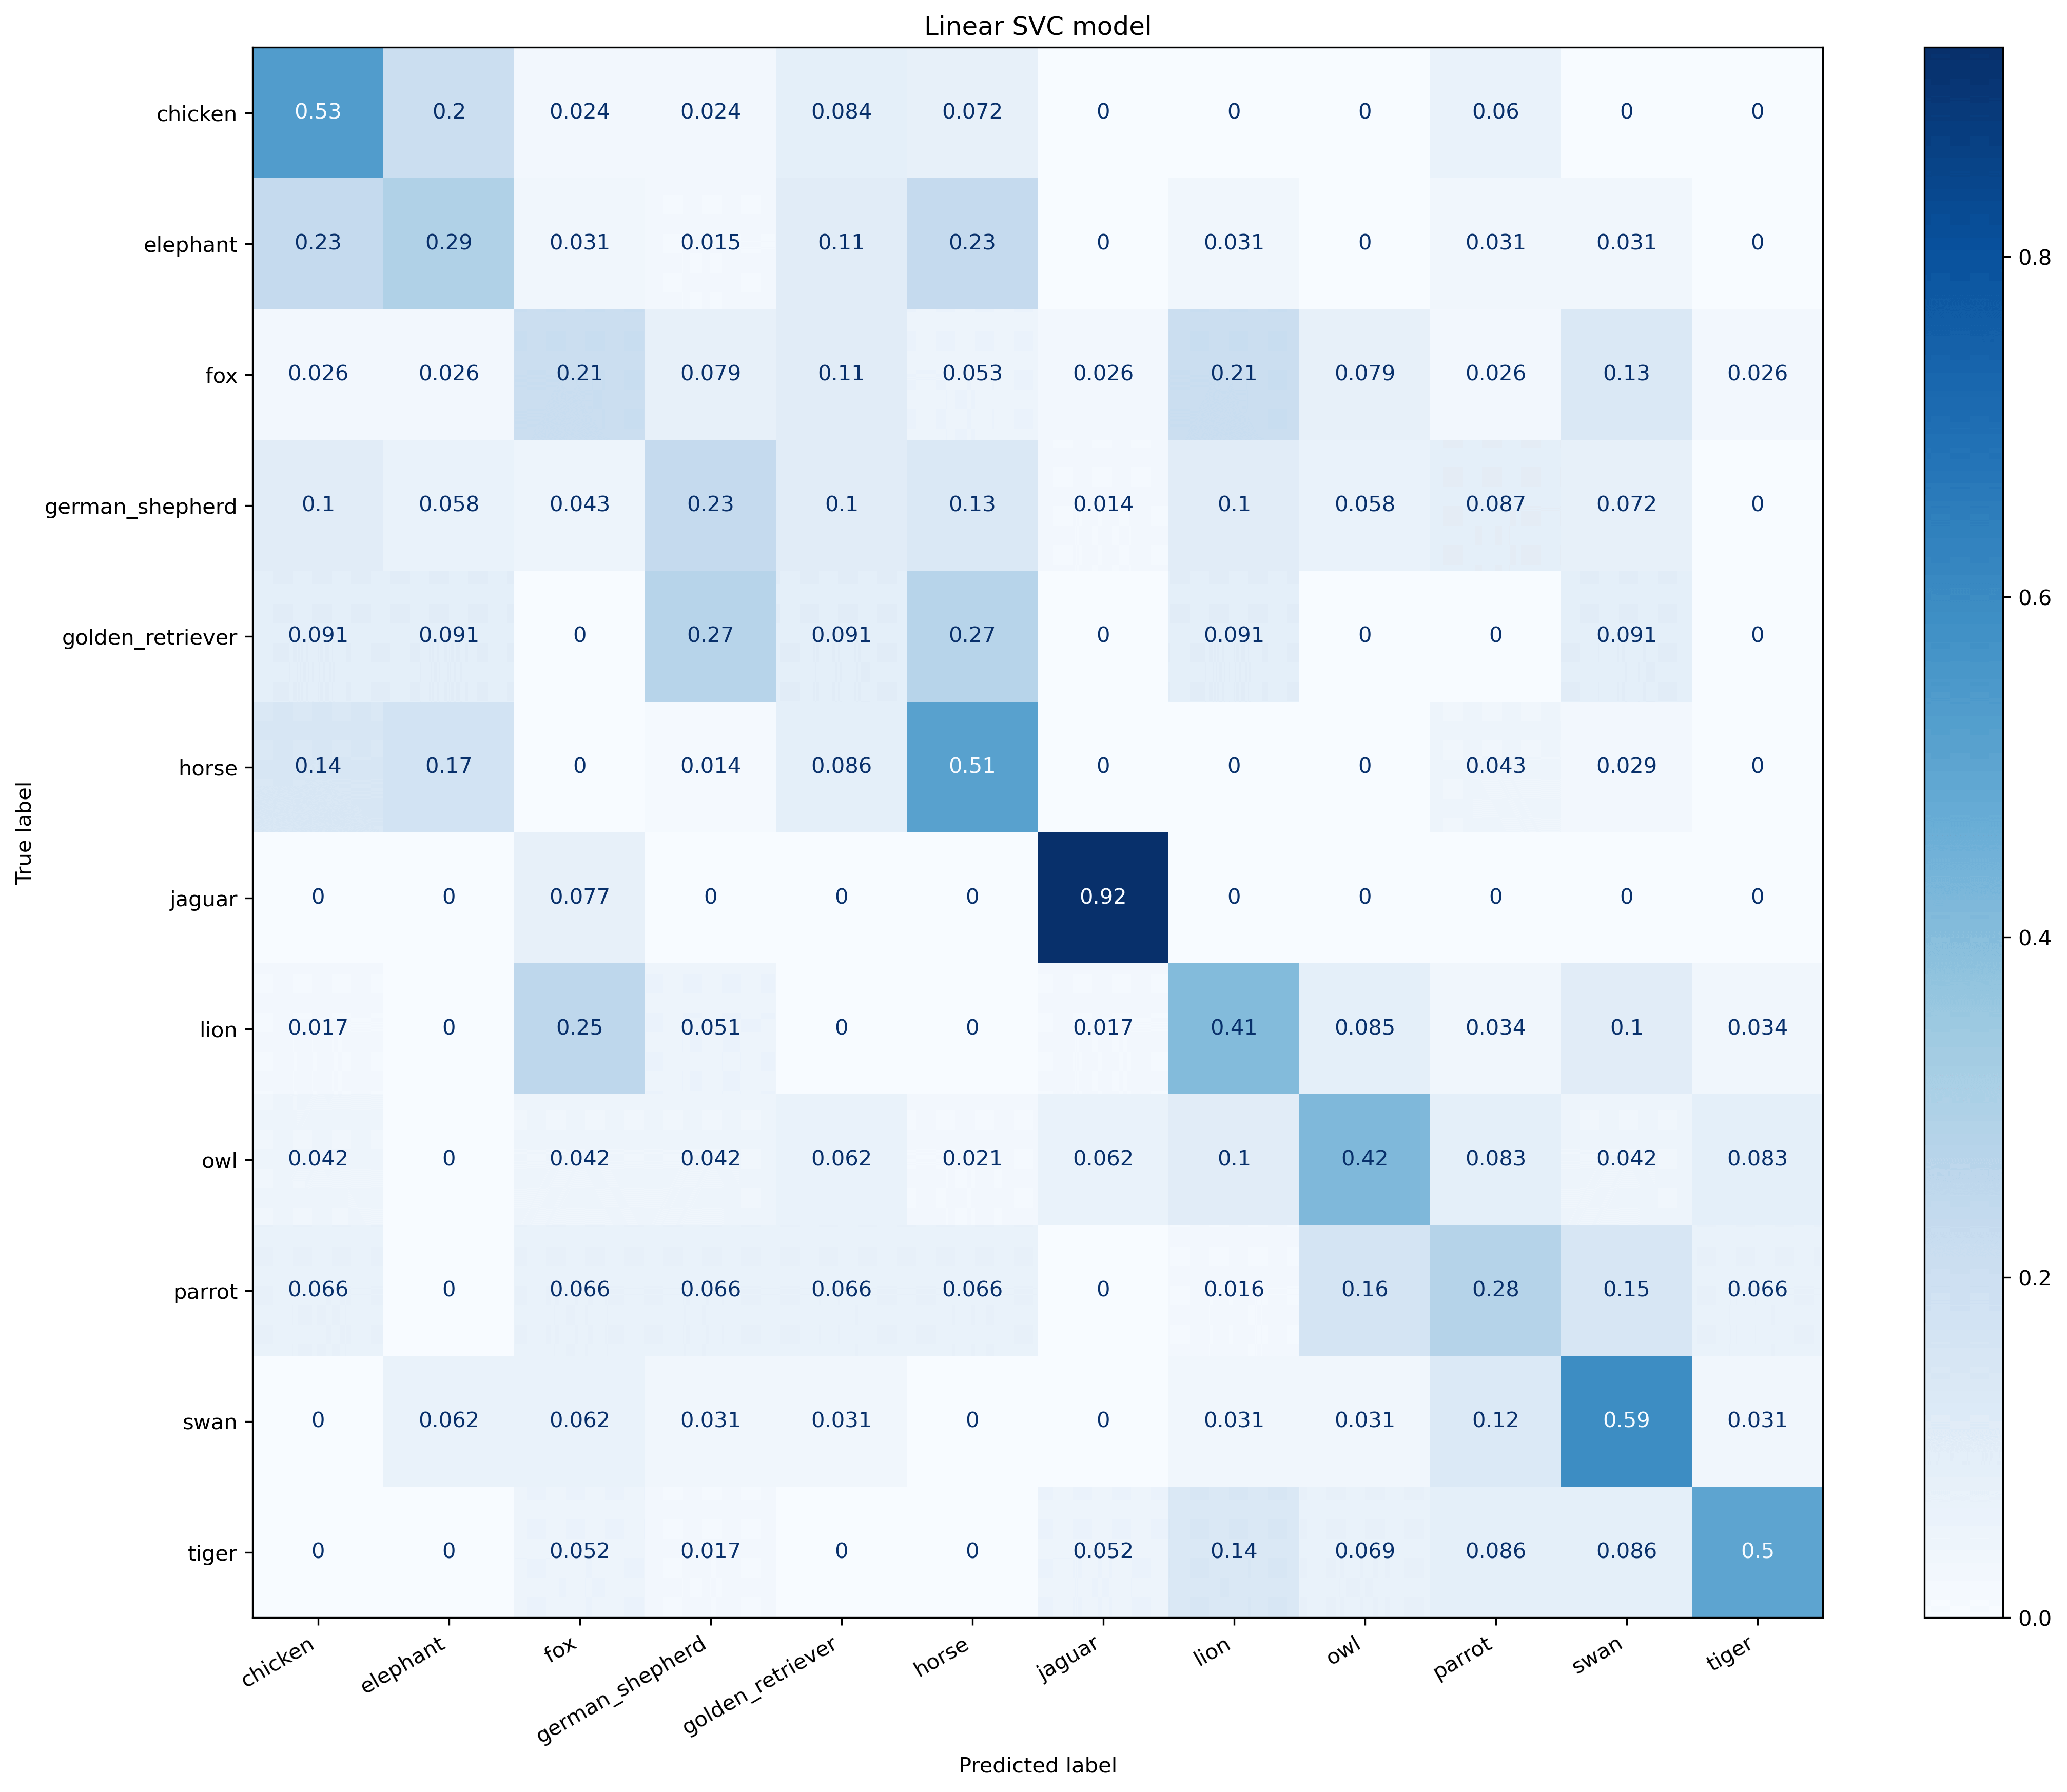 Linear SVC model
chicken 0.53 0.2 0.024 0.024 0.084 0.072 0 0 0 0.06 0 0
elephant 0.23 0.29 0.031 0.015 0.11 0.23 0 0.031 0 0.031 0.031 0
fox 0.026 0.026 0.21 0.079 0.11 0.053 0.026 0.21 0.079 0.026 0.13 0.026
german_shepherd 0.1 0.058 0.043 0.23 0.1 0.13 0.014 0.1 0.058 0.087 0.072 0
golden_retriever 0.091 0.091 0 0.27 0.091 0.27 0 0.091 0 0 0.091 0
horse 0.14 0.17 0 0.014 0.086 0.51 0 0 0 0.043 0.029 0
jaguar 0 0 0.077 0 0 0 0.92 0 0 0 0 0
lion 0.017 0 0.25 0.051 0 0 0.017 0.41 0.085 0.034 0.1 0.034
owl 0.042 0 0.042 0.042 0.062 0.021 0.062 0.1 0.42 0.083 0.042 0.083
parrot 0.066 0 0.066 0.066 0.066 0.066 0 0.016 0.16 0.28 0.15 0.066
swan 0 0.062 0.062 0.031 0.031 0 0 0.031 0.031 0.12 0.59 0.031
tiger 0 0 0.052 0.017 0 0 0.052 0.14 0.069 0.086 0.086 0.5
chicken elephant fox german_shepherd golden_retriever horse jaguar lion owl parrot swan tiger
Predicted label
True label
0.8
0.6
0.4
0.2
0.0